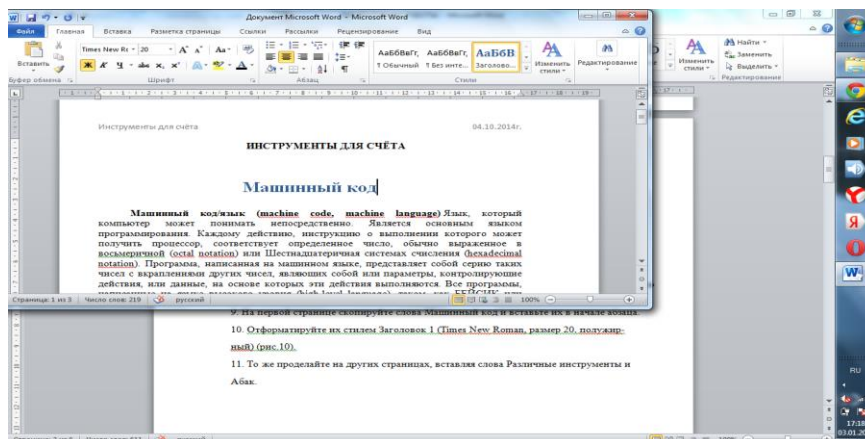 Документ Microsoft Word - Microsoft Word
Файл Главная Вставка Разметка страницы Ссылки Рассылки Рецензирование Вид
Times New Ro 20
Вставить
Ж К Ч abc x, x²
АаБбВвГг, АаБбВвГг, АаБбВ
¶ Обычный ¶ Без инте... Заголово...
Изменить стили
Редактирование
Буфер обмена Шрифт Абзац Стили
Изменить стили
Найти
Заменить
Выделить
Редактирование
Инструменты для счёта 04.10.2014г.
ИНСТРУМЕНТЫ ДЛЯ СЧЁТА
Машинный код
Машинный код/язык (machine code, machine language) Язык, который
компьютер может понимать непосредственно. Является основным языком
программирования. Каждому действию, инструкцию о выполнении которого может
получить процессор, соответствует определенное число, обычно выраженное в
восьмеричной (octal notation) или Шестнадцатеричная системах счисления (hexadecimal
notation). Программа, написанная на машинном языке, представляет собой серию таких
чисел с вкраплениями других чисел, являющих собой или параметры, контролирующие
действия, или данные, на основе которых эти действия выполняются. Все программы,
Страница: 1 из 3 Число слов: 219 русский 100%
9. На первой странице скопируйте слова Машинный код и вставьте их в начале абзаца.
10. Отформатируйте их стилем Заголовок 1 (Times New Roman, размер 20, полужир-
ный) (рис.10).
11. То же проделайте на других страницах, вставляя слова Различные инструменты и
Абак.
RU
17:18